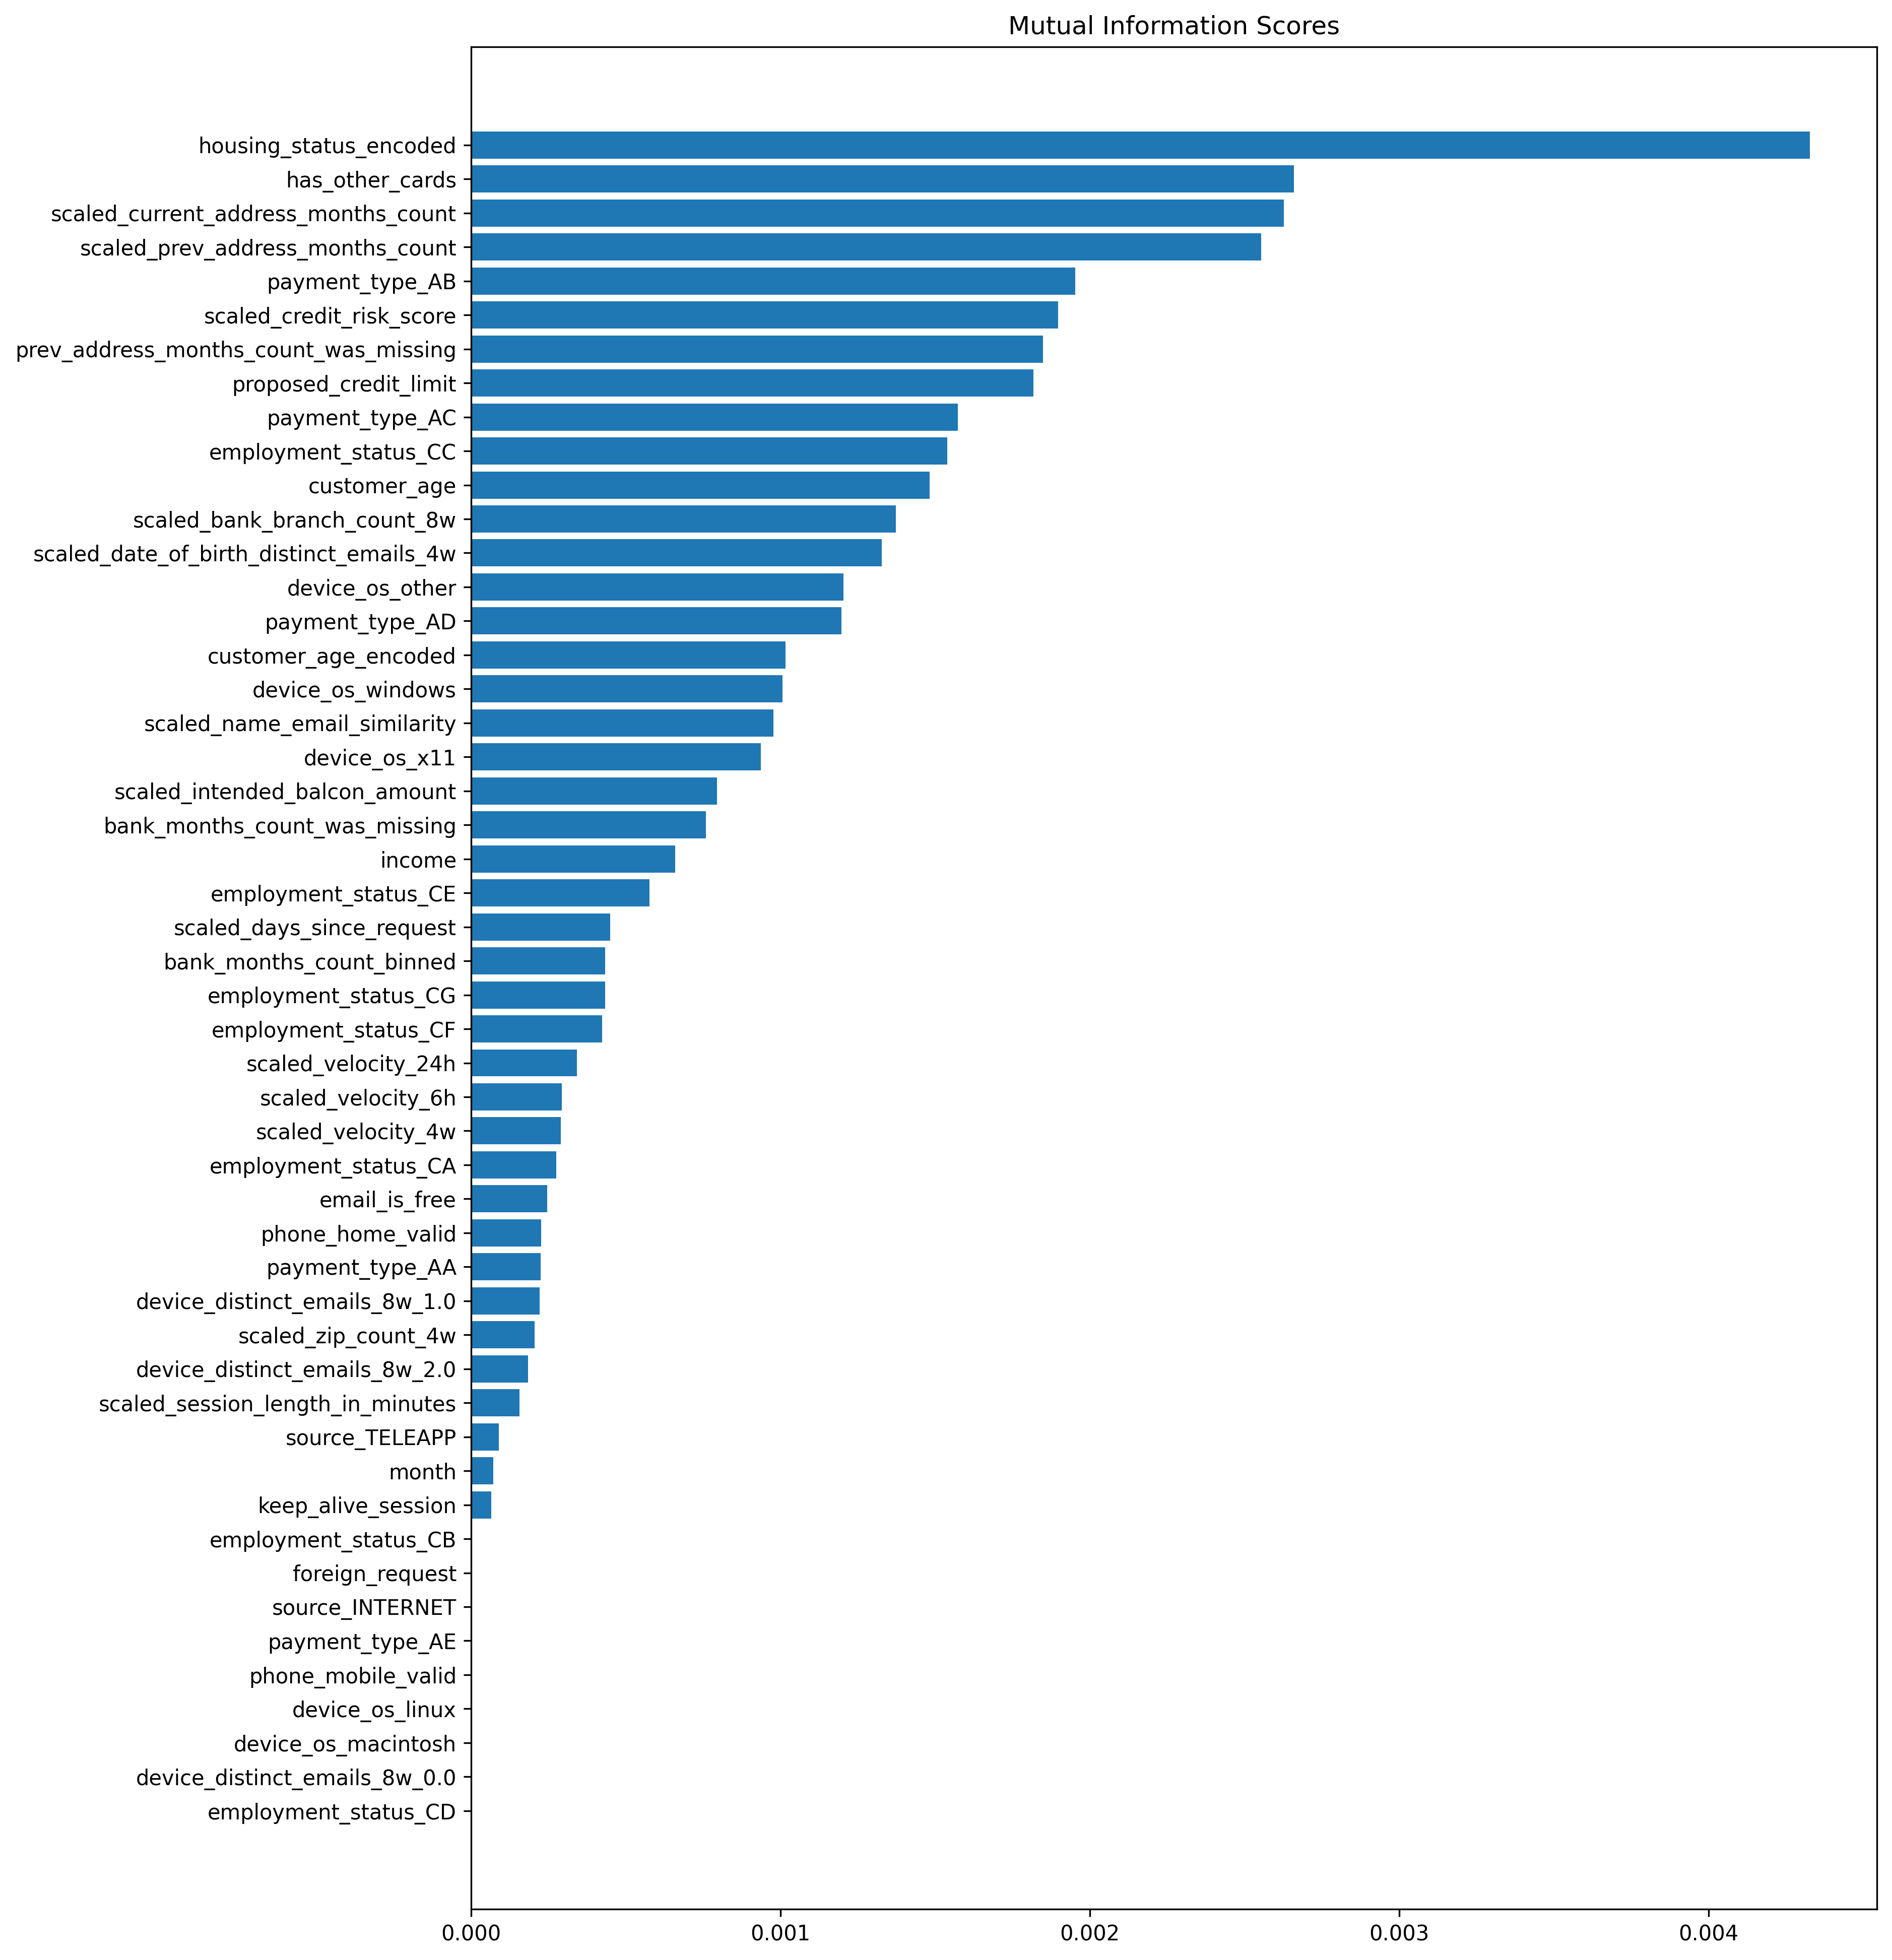 Mutual Information Scores
housing_status_encoded
has_other_cards
scaled_current_address_months_count
scaled_prev_address_months_count
payment_type_AB
scaled_credit_risk_score
prev_address_months_count_was_missing
proposed_credit_limit
payment_type_AC
employment_status_CC
customer_age
scaled_bank_branch_count_8w
scaled_date_of_birth_distinct_emails_4w
device_os_other
payment_type_AD
customer_age_encoded
device_os_windows
scaled_name_email_similarity
device_os_x11
scaled_intended_balcon_amount
bank_months_count_was_missing
income
employment_status_CE
scaled_days_since_request
bank_months_count_binned
employment_status_CG
employment_status_CF
scaled_velocity_24h
scaled_velocity_6h
scaled_velocity_4w
employment_status_CA
email_is_free
phone_home_valid
payment_type_AA
device_distinct_emails_8w_1.0
scaled_zip_count_4w
device_distinct_emails_8w_2.0
scaled_session_length_in_minutes
source_TELEAPP
month
keep_alive_session
employment_status_CB
foreign_request
source_INTERNET
payment_type_AE
phone_mobile_valid
device_os_linux
device_os_macintosh
device_distinct_emails_8w_0.0
employment_status_CD
0.000 0.001 0.002 0.003 0.004